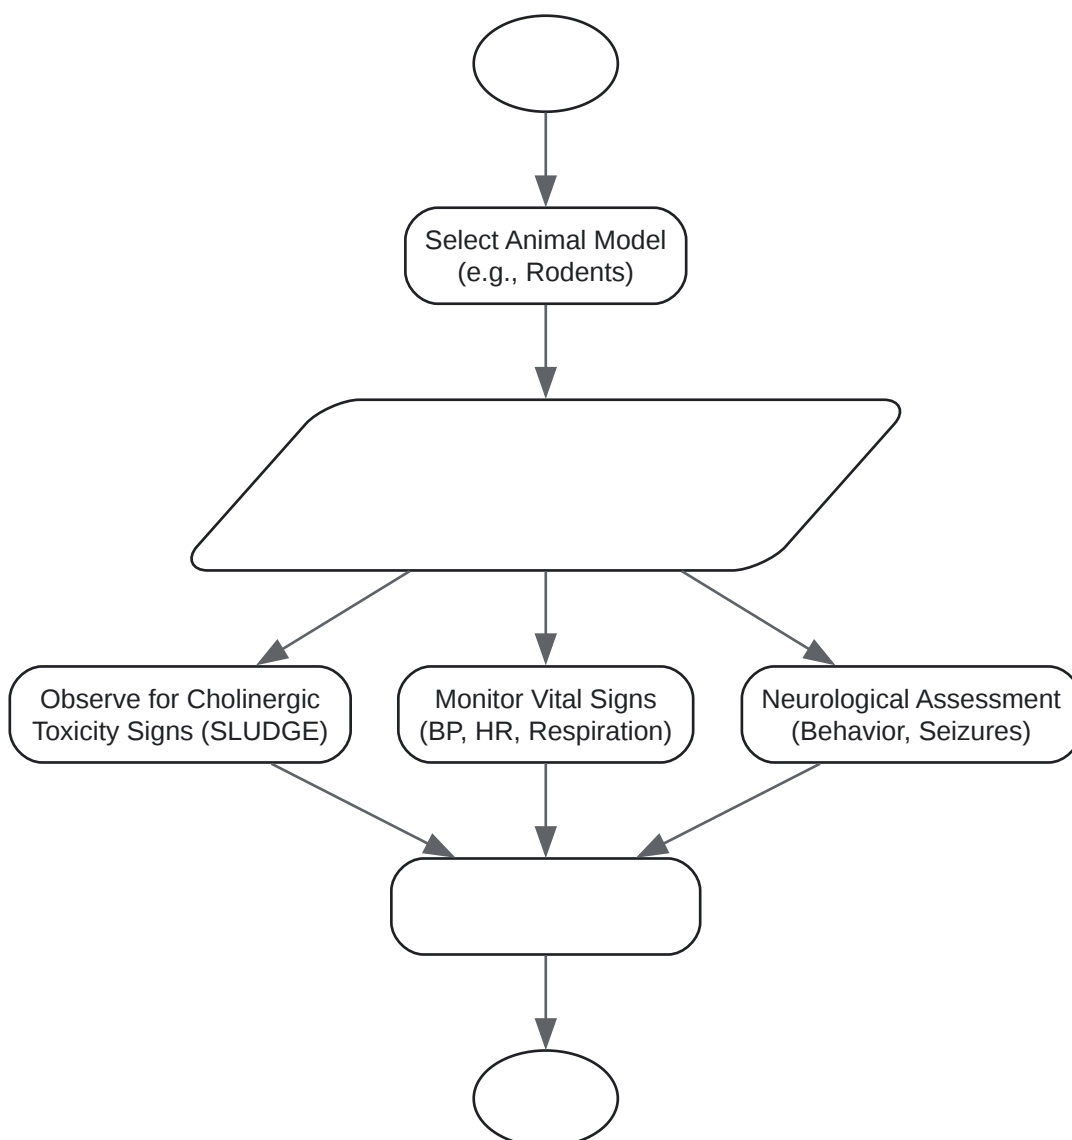 Select Animal Model
(e.g., Rodents)
Observe for Cholinergic
Toxicity Signs (SLUDGE)
Monitor Vital Signs
(BP, HR, Respiration)
Neurological Assessment
(Behavior, Seizures)